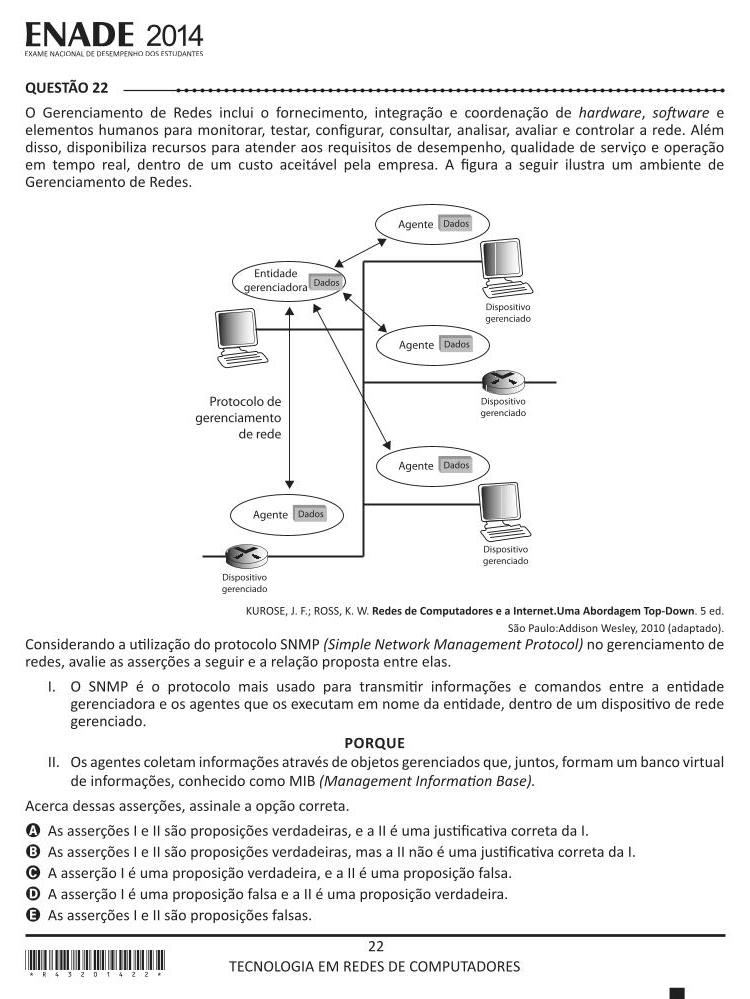 ENADE 2014
EXAME NACIONAL DE DESEMPENHO DOS ESTUDANTES
QUESTÃO 22
O Gerenciamento de Redes inclui o fornecimento, integração e coordenação de hardware, software e
elementos humanos para monitorar, testar, configurar, consultar, analisar, avaliar e controlar a rede. Além
disso, disponibiliza recursos para atender aos requisitos de desempenho, qualidade de serviço e operação
em tempo real, dentro de um custo aceitável pela empresa. A figura a seguir ilustra um ambiente de
Gerenciamento de Redes.
Agente Dados
Entidade
gerenciadora Dados
Dispositivo
gerenciado
Agente Dados
Protocolo de
gerenciamento
de rede
Dispositivo
gerenciado
Agente Dados
Agente Dados
Dispositivo
gerenciado
Dispositivo
gerenciado
KUROSE, J. F.; ROSS, K. W. Redes de Computadores e a Internet.Uma Abordagem Top-Down. 5 ed.
São Paulo:Addison Wesley, 2010 (adaptado).
Considerando a utilização do protocolo SNMP (Simple Network Management Protocol) no gerenciamento de
redes, avalie as asserções a seguir e a relação proposta entre elas.
I. O SNMP é o protocolo mais usado para transmitir informações e comandos entre a entidade
gerenciadora e os agentes que os executam em nome da entidade, dentro de um dispositivo de rede
gerenciado.
PORQUE
II. Os agentes coletam informações através de objetos gerenciados que, juntos, formam um banco virtual
de informações, conhecido como MIB (Management Information Base).
Acerca dessas asserções, assinale a opção correta.
A As asserções I e II são proposições verdadeiras, e a II é uma justificativa correta da I.
B As asserções I e II são proposições verdadeiras, mas a II não é uma justificativa correta da I.
C A asserção I é uma proposição verdadeira, e a II é uma proposição falsa.
D A asserção I é uma proposição falsa e a II é uma proposição verdadeira.
E As asserções I e II são proposições falsas.
22
TECNOLOGIA EM REDES DE COMPUTADORES
*R43201422*